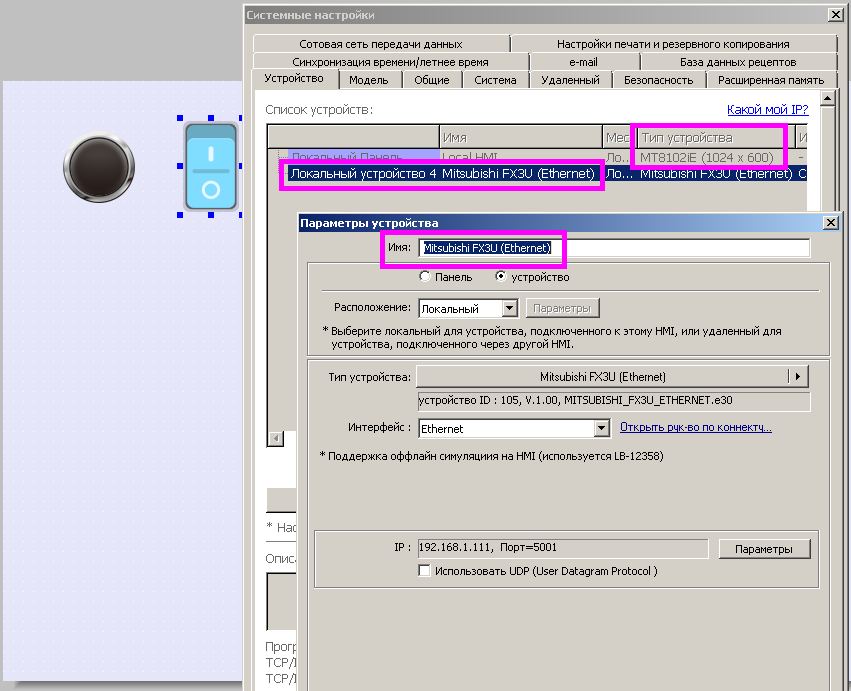 Системные настройки
Сотовая сеть передачи данных
Настройки печати и резервного копирования
Синхронизация времени/летнее время
e-mail
База данных рецептов
Устройство
Модель
Общие
Система
Удаленный
Безопасность
Расширенная память
Список устройств:
Какой мой IP?
Имя
Мес
Тип устройства
И
Локальный Панель
Local HMI
Ло...
MT8102iE (1024 x 600)
-
Локальный устройство 4
Mitsubishi FX3U (Ethernet)
Ло...
Mitsubishi FX3U (Ethernet)
С
Параметры устройства
Имя:
Mitsubishi FX3U (Ethernet)
Панель
устройство
Расположение:
Локальный
Параметры
* Выберите локальный для устройства, подключенного к этому HMI, или удаленный для
устройства, подключенного через другой HMI.
Тип устройства:
Mitsubishi FX3U (Ethernet)
устройство ID : 105, V.1.00, MITSUBISHI_FX3U_ETHERNET.e30
Интерфейс :
Ethernet
Открыть рук-во по коннекту...
* Поддержка оффлайн симуляциия на HMI (используется LB-12358)
* Нас
Описа
IP :
192.168.1.111, Порт=5001
Параметры
Использовать UDP (User Datagram Protocol )
Прогр
TCP/I
TCP/I